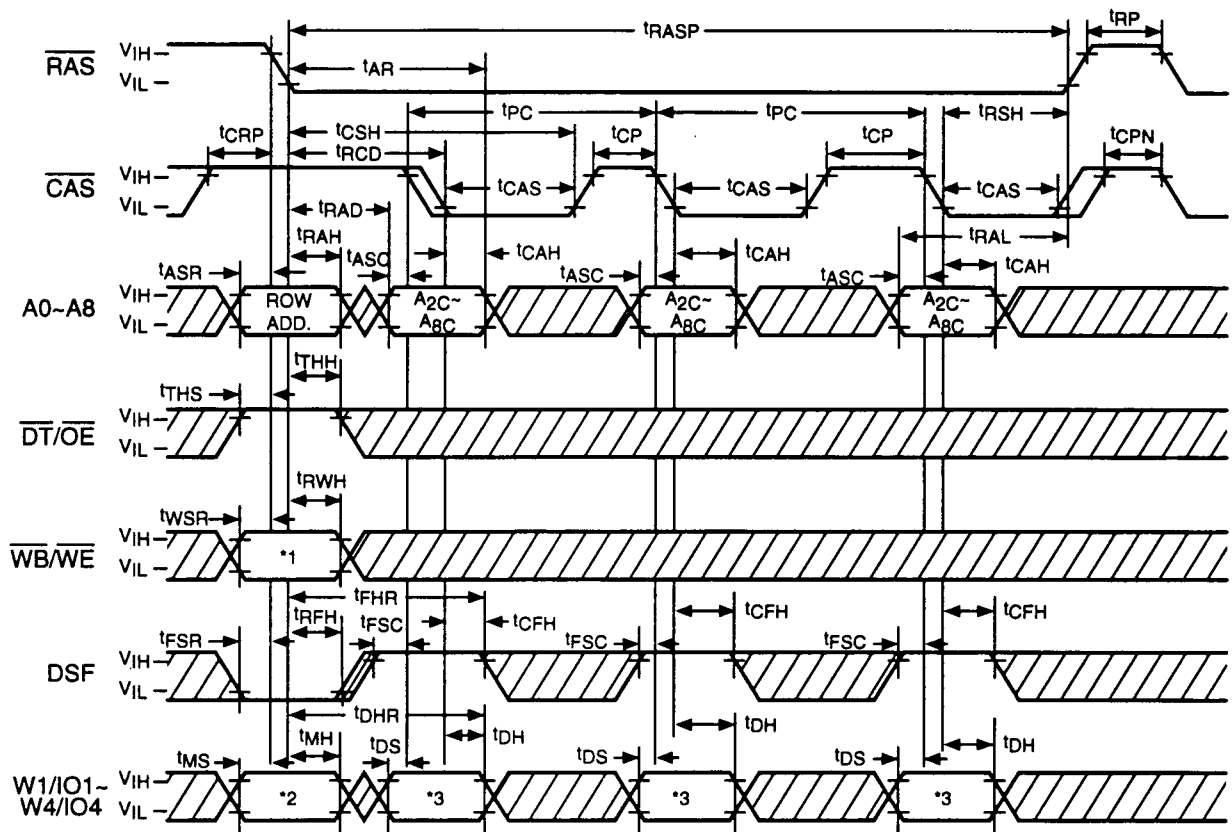 tRASP
tRP
RAS
VIH
VIL
tAR
tPC
tPC
tRSH
tCRP
tCSH
tRCD
tCP
tCP
tCPN
CAS
VIH
VIL
tCAS
tCAS
tCAS
tRAD
tRAH
tRAL
tASR
tASC
tCAH
tASC
tCAH
tASC
tCAH
A0~A8
VIH
VIL
ROW ADD.
A2C~ A8C
A2C~ A8C
A2C~ A8C
tTHH
tTHS
DT/OE
VIH
VIL
tRWH
tWSR
WB/WE
VIH
VIL
*1
tFHR
tRFH
tFSR
tFSC
tCFH
tFSC
tCFH
tFSC
tCFH
DSF
VIH
VIL
tDHR
tMH
tMS
tDS
tDH
tDS
tDH
tDS
tDH
W1/IO1~
W4/IO4
VIH
VIL
*2
*3
*3
*3